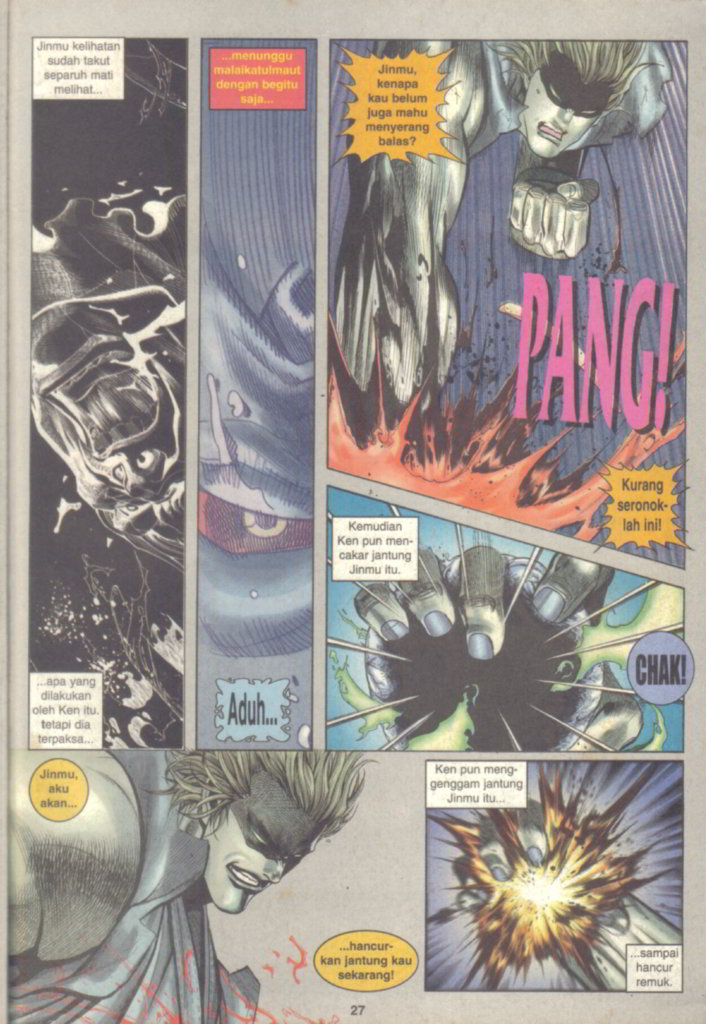 Jinmu kelihatan
sudah takut
separuh mati
melihat...
...apa yang
dilakukan
oleh Ken itu.
tetapi dia
terpaksa...
...menunggu
malaikatulmaut
dengan begitu
saja...
Aduh...
Jinmu,
kenapa
kau belum
juga mahu
menyerang
balas?
PANG!
Kurang
seronok-
lah ini!
Kemudian
Ken pun men-
cakar jantung
Jinmu itu.
CHAK!
Jinmu,
aku
akan...
...hancur-
kan jantung kau
sekarang!
Ken pun meng-
genggam jantung
Jinmu itu...
...sampai
hancur
remuk.
27